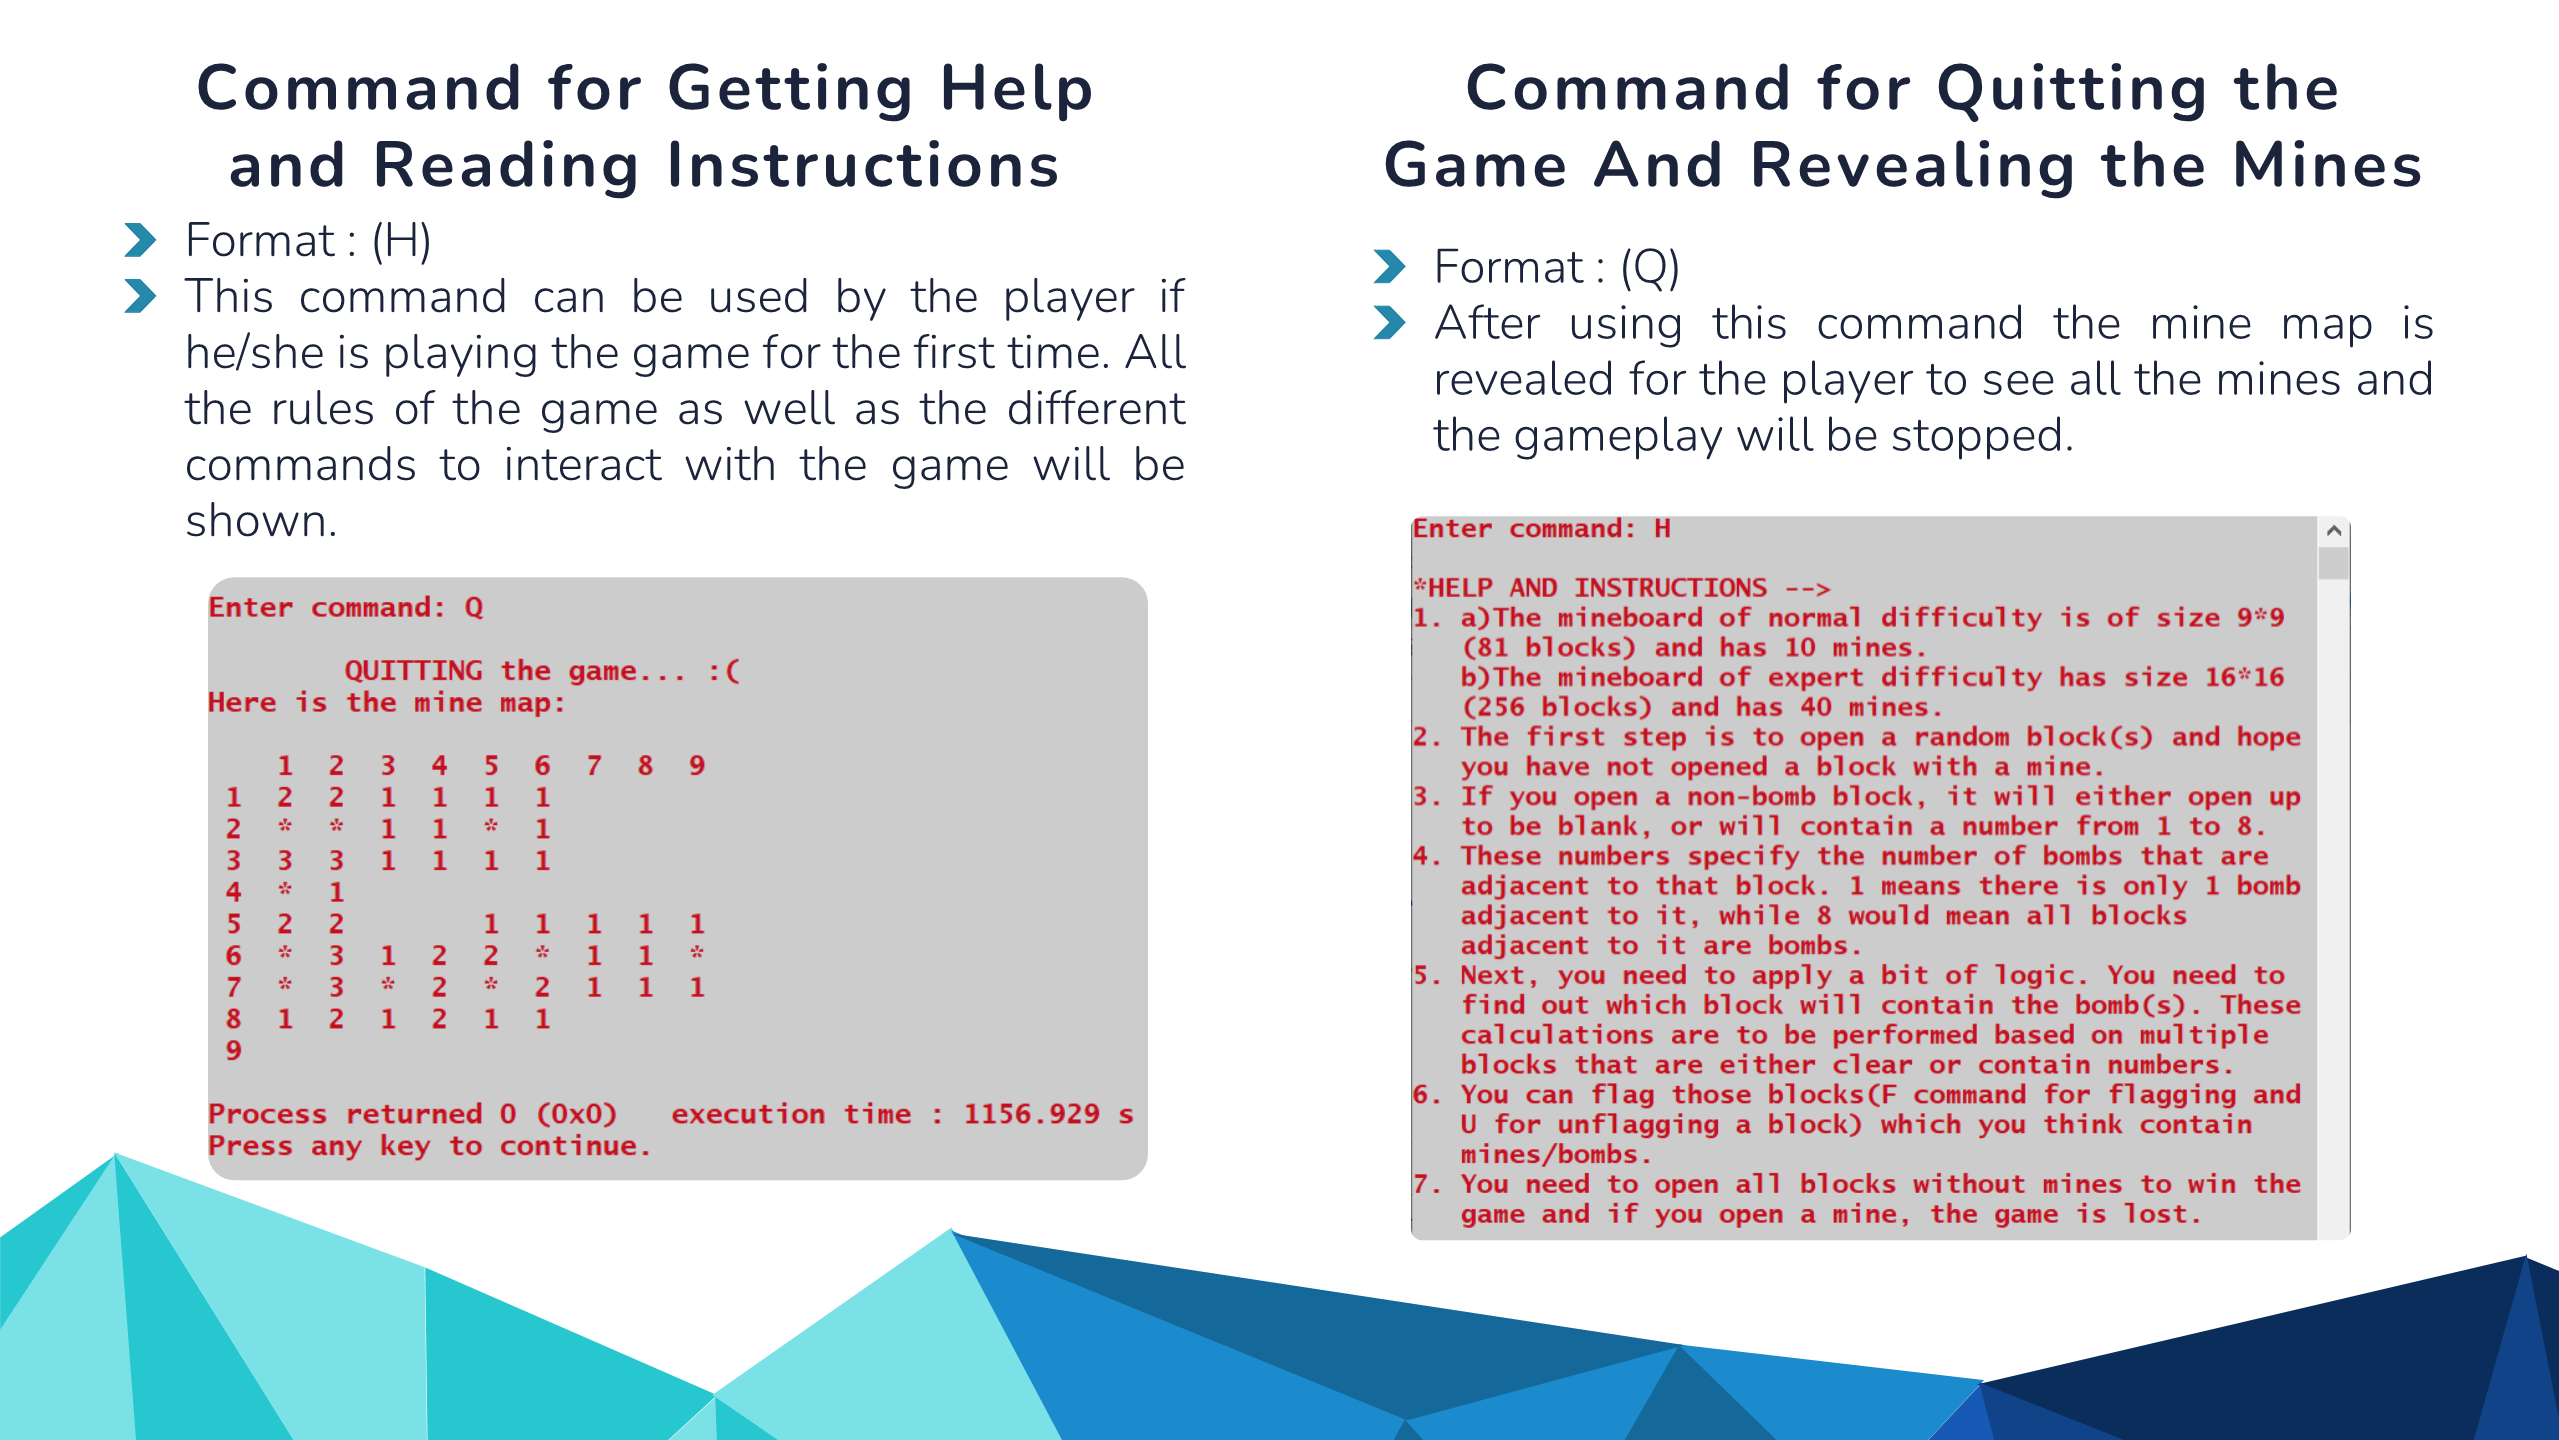 Command for Getting Help
and Reading Instructions
Format : (H)
This command can be used by the player if
he/she is playing the game for the first time. All
the rules of the game as well as the different
commands to interact with the game will be
shown.
Enter command: Q
QUITTING the game... :(
Here is the mine map:
1 2 3 4 5 6 7 8 9
1 2 2 1 1 1 1
2 * * 1 1 * 1
3 3 3 1 1 1 1
4 * 1
5 2 2 1 1 1 1 1
6 * 3 1 2 2 * 1 1 *
7 * 3 * 2 * 2 1 1 1
8 1 2 1 2 1 1
9
Process returned 0 (0x0) execution time : 1156.929 s
Press any key to continue.
Command for Quitting the
Game And Revealing the Mines
Format : (Q)
After using this command the mine map is
revealed for the player to see all the mines and
the gameplay will be stopped.
Enter command: H
*HELP AND INSTRUCTIONS -->
1. a)The mineboard of normal difficulty is of size 9*9
(81 blocks) and has 10 mines.
b)The mineboard of expert difficulty has size 16*16
(256 blocks) and has 40 mines.
2. The first step is to open a random block(s) and hope
you have not opened a block with a mine.
3. If you open a non-bomb block, it will either open up
to be blank, or will contain a number from 1 to 8.
4. These numbers specify the number of bombs that are
adjacent to that block. 1 means there is only 1 bomb
adjacent to it, while 8 would mean all blocks
adjacent to it are bombs.
5. Next, you need to apply a bit of logic. You need to
find out which block will contain the bomb(s). These
calculations are to be performed based on multiple
blocks that are either clear or contain numbers.
6. You can flag those blocks(F command for flagging and
U for unflagging a block) which you think contain
mines/bombs.
7. You need to open all blocks without mines to win the
game and if you open a mine, the game is lost.